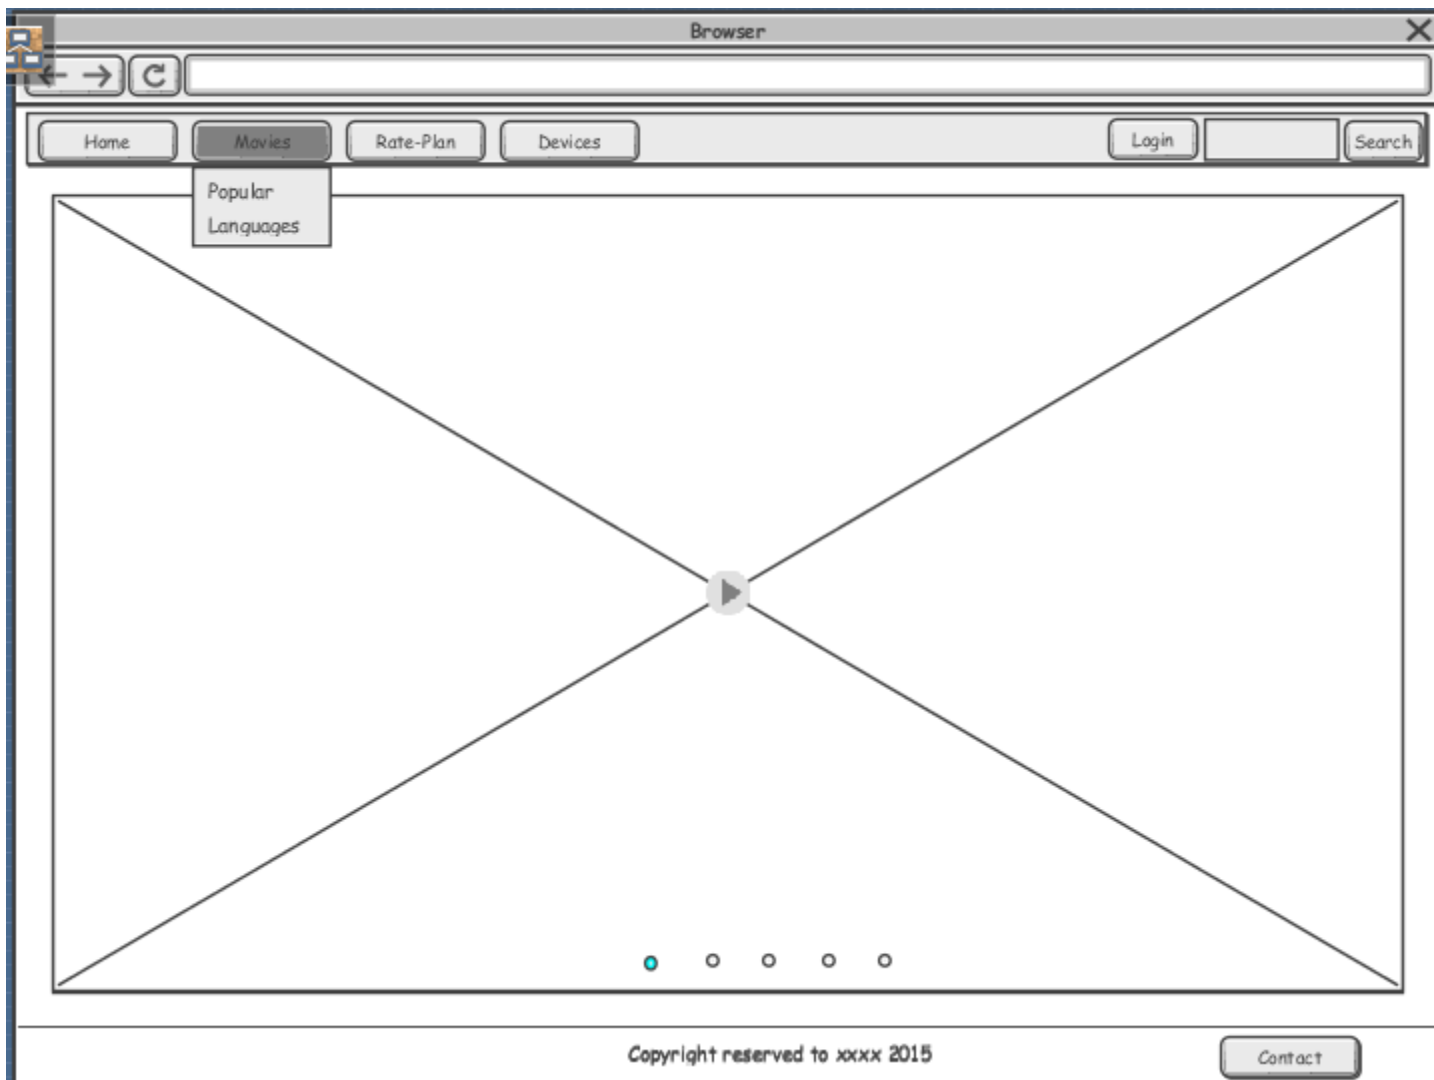 Browser
Home Movies Rate-Plan Devices Login Search
Popular
Languages
Copyright reserved to xxxx 2015
Contact